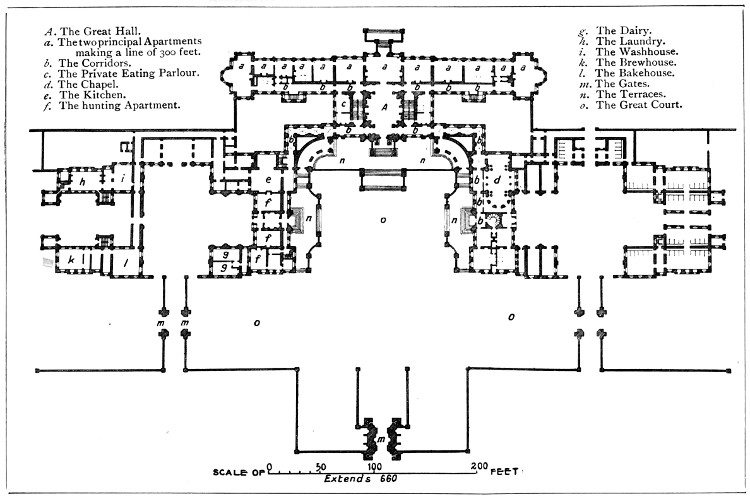 A. The Great Hall.
a. The two principal Apartments
making a line of 300 feet.
b. The Corridors.
c. The Private Eating Parlour.
d. The Chapel.
e. The Kitchen.
f. The hunting Apartment.
g. The Dairy.
h. The Laundry.
i. The Washhouse.
k. The Brewhouse.
l. The Bakehouse.
m. The Gates.
n. The Terraces.
o. The Great Court.
a a a a a a a a a a a
b b
c A
b b
b b b
n n
h i e b d
f b
n o n
f b
k l l g f
g
m m o o
m
SCALE OF 0 50 100 200 FEET.
Extends 660